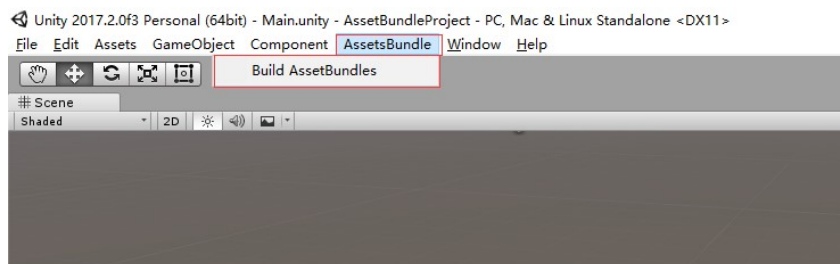 Unity 2017.2.0f3 Personal (64bit) - Main.unity - AssetBundleProject - PC, Mac & Linux Standalone <DX11>
File Edit Assets GameObject Component AssetsBundle Window Help
Build AssetBundles
Scene
Shaded 2D